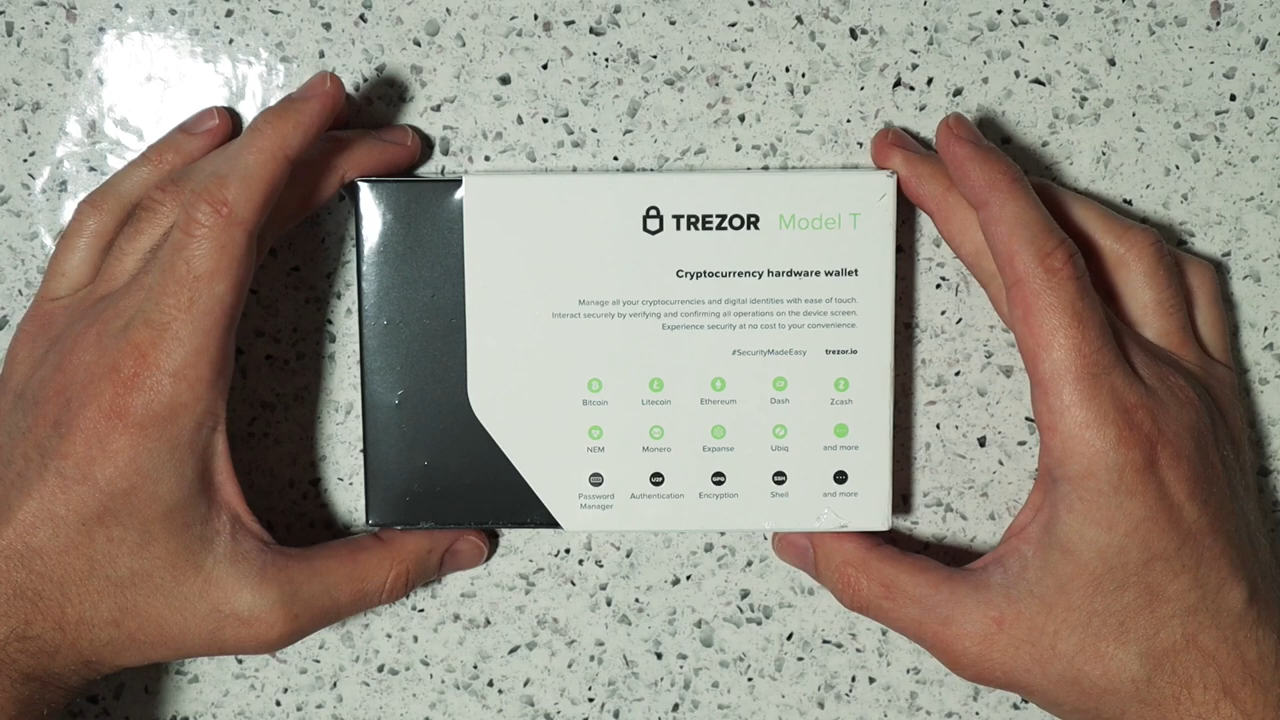 TREZOR Model T
Cryptocurrency hardware wallet
Manage all your cryptocurrencies and digital identities with ease of touch.
Interact securely by verifying and confirming all operations on the device screen.
Experience security at no cost to your convenience.
#SecurityMadeEasy trezor.io
Bitcoin Litecoin Ethereum Dash Zcash
NEM Monero Expanse Ubiq and more
U2F GPG SSH
Password Authentication Encryption Shell and more
Manager